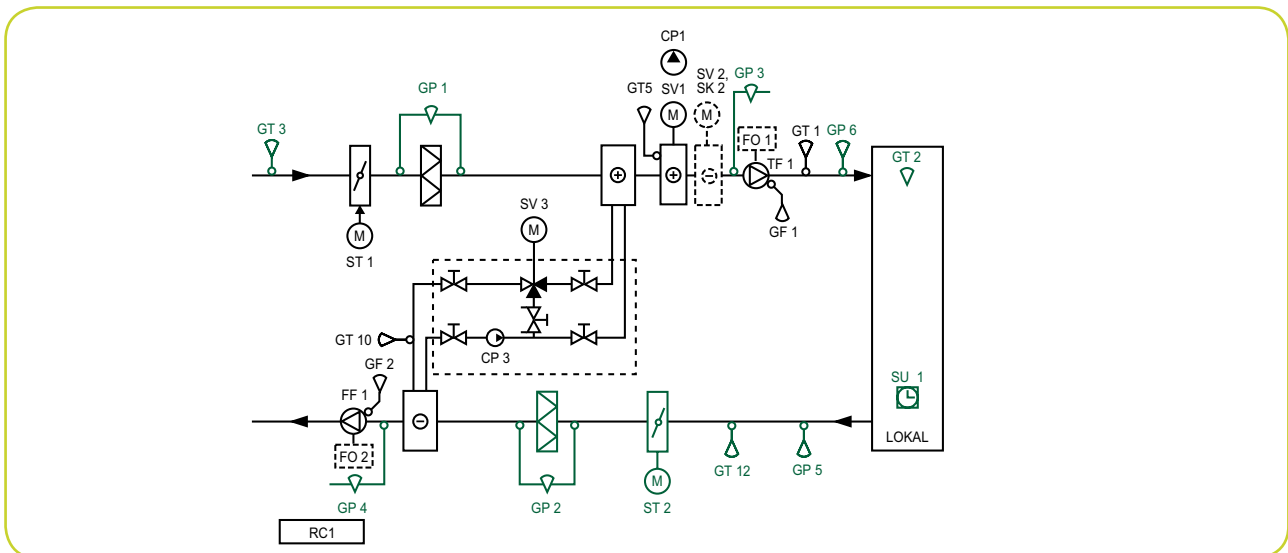 CP1
SV 2,
SK 2
GP 3
GT5
SV1
GP 1
M
M
GT 3
FO 1
GT 1
GP 6
TF 1
GT 2
M
ST 1
SV 3
M
GF 1
GT 10
CP 3
GF 2
FF 1
SU 1
LOKAL
FO 2
GT 12
GP 5
M
GP 4
GP 2
ST 2
RC1